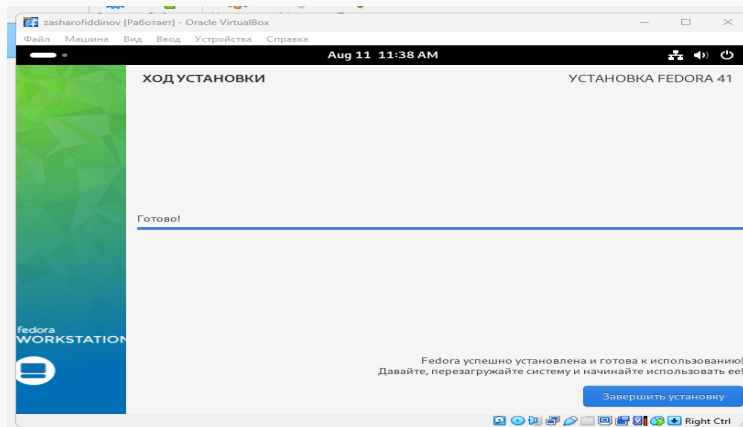 zasharofiddinov [Работает] - Oracle VirtualBox
Файл Машина Вид Ввод Устройства Справка
Aug 11 11:38 AM
ХОД УСТАНОВКИ
УСТАНОВКА FEDORA 41
Готово!
fedora
WORKSTATION
Fedora успешно установлена и готова к использованию!
Давайте, перезагружайте систему и начинайте использовать ее!
Завершить установку
Right Ctrl